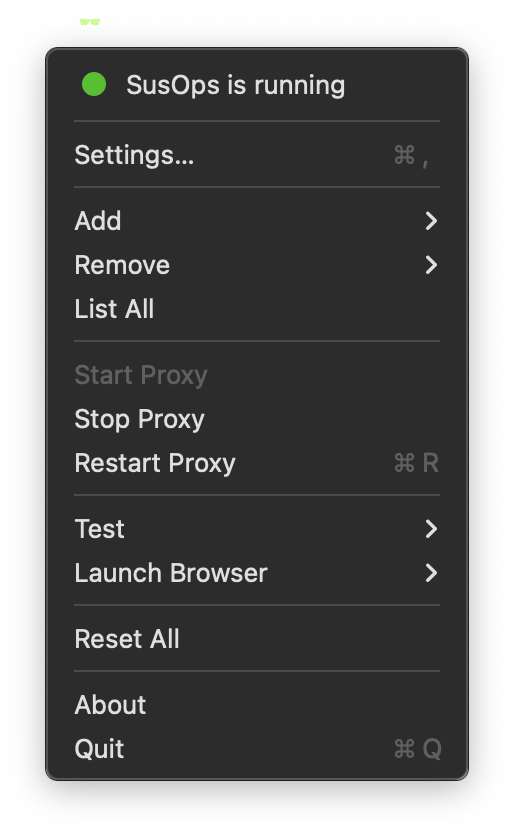 SusOps is running
Settings... ⌘ ,
Add
Remove
List All
Start Proxy
Stop Proxy
Restart Proxy ⌘ R
Test
Launch Browser
Reset All
About
Quit ⌘ Q